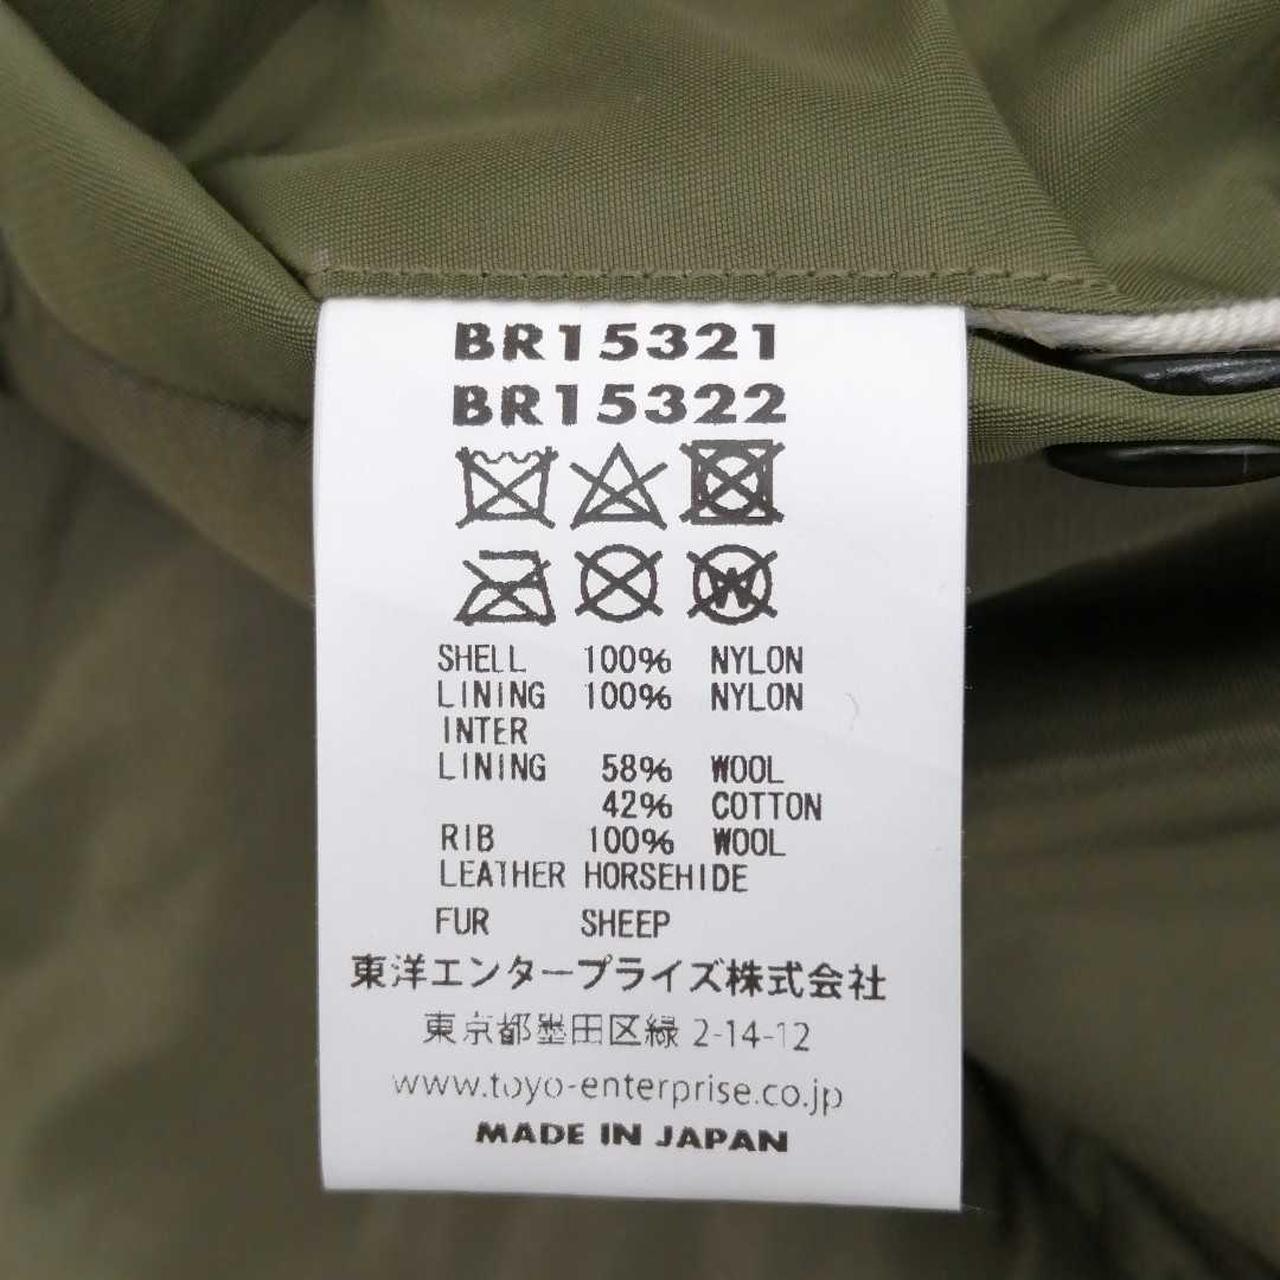 BR15321
BR15322
SHELL 100% NYLON
LINING 100% NYLON
INTER
LINING 58% WOOL
42% COTTON
RIB 100% WOOL
LEATHER HORSEHIDE
FUR SHEEP
東洋エンタープライズ株式会社
東京都墨田区緑 2-14-12
www.toyo-enterprise.co.jp
MADE IN JAPAN